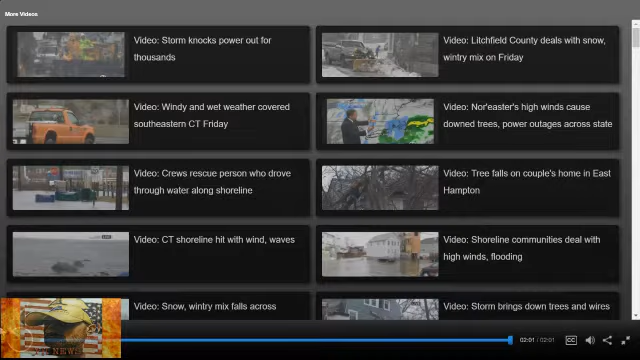 More Videos
Video: Storm knocks power out for
thousands
Video: Litchfield County deals with snow,
wintry mix on Friday
Video: Windy and wet weather covered
southeastern CT Friday
Video: Nor'easter's high winds cause
downed trees, power outages across state
Video: Crews rescue person who drove
through water along shoreline
Video: Tree falls on couple's home in East
Hampton
Video: CT shoreline hit with wind, waves
Video: Shoreline communities deal with
high winds, flooding
Video: Snow, wintry mix falls across
Video: Storm brings down trees and wires
NEWS
02:01 / 02:01
CC